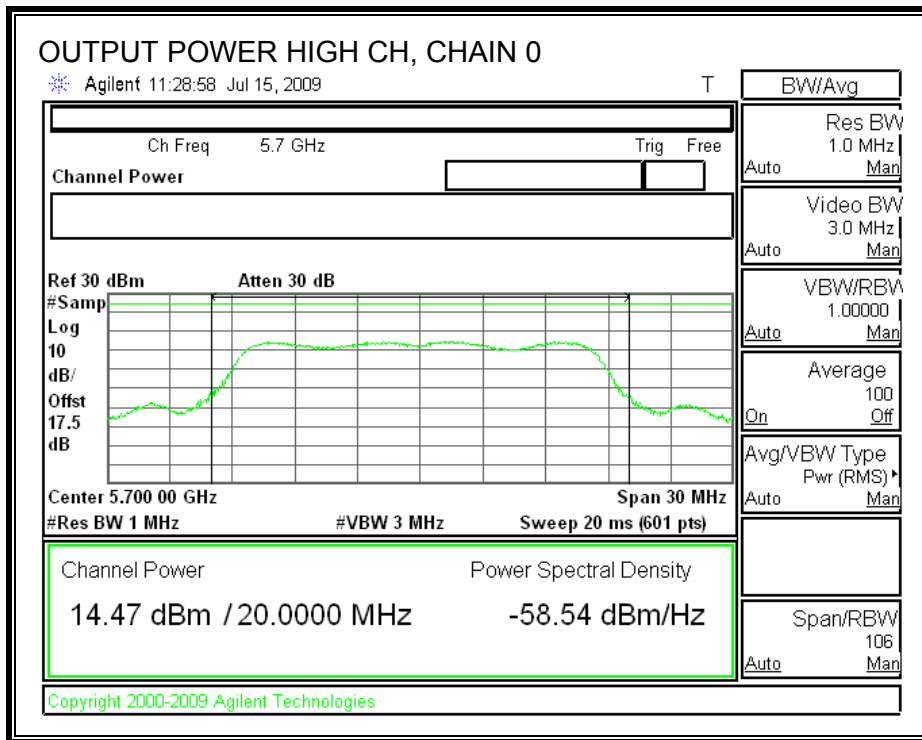 OUTPUT POWER HIGH CH, CHAIN 0
Agilent 11:28:58 Jul 15, 2009 T
Ch Freq 5.7 GHz Trig Free
Channel Power
Ref 30 dBm Atten 30 dB
#Samp
Log
10
dB/
Offst
17.5
dB
Center 5.700 00 GHz Span 30 MHz
#Res BW 1 MHz #VBW 3 MHz Sweep 20 ms (601 pts)
Channel Power Power Spectral Density
14.47 dBm / 20.0000 MHz -58.54 dBm/Hz
Copyright 2000-2009 Agilent Technologies
BW/Avg
Res BW
1.0 MHz
Auto Man
Video BW
3.0 MHz
Auto Man
VBW/RBW
1.00000
Auto Man
Average
100
On Off
Avg/VBW Type
Pwr (RMS)
Auto Man
Span/RBW
106
Auto Man